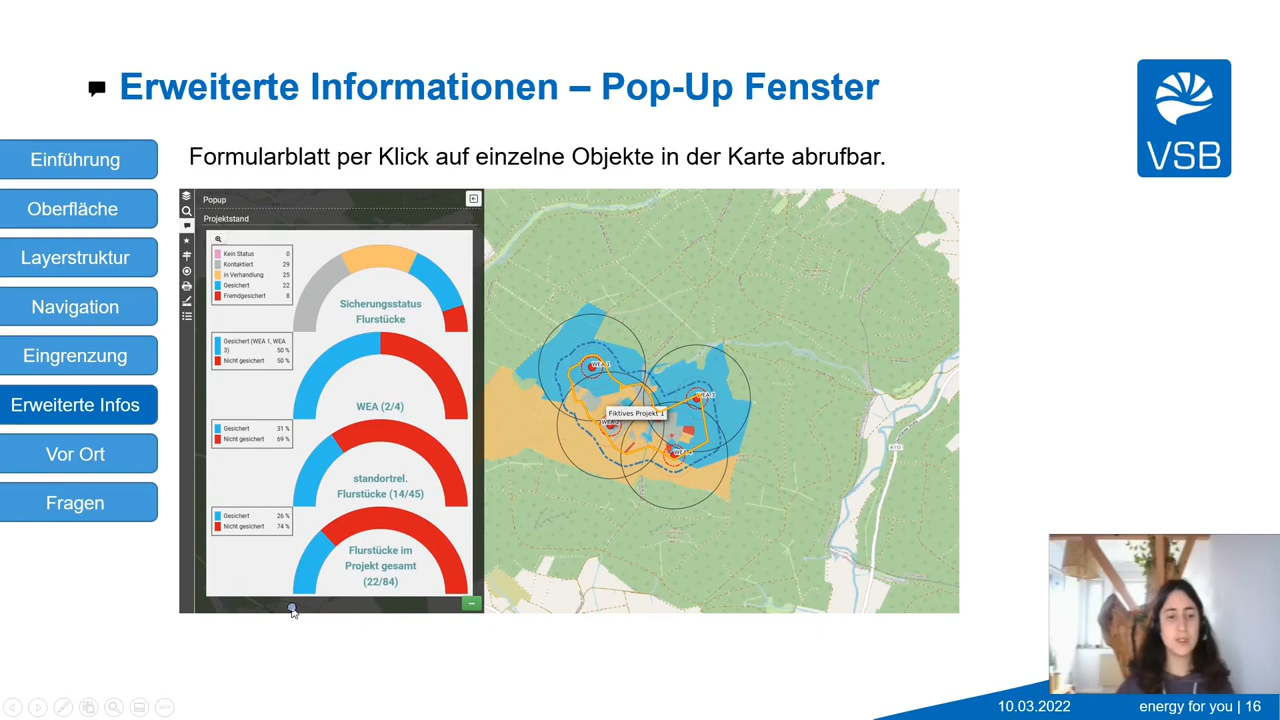 Erweiterte Informationen – Pop-Up Fenster
VSB
Formularblatt per Klick auf einzelne Objekte in der Karte abrufbar.
Einführung
Oberfläche
Layerstruktur
Navigation
Eingrenzung
Erweiterte Infos
Vor Ort
Fragen
Popup
Projektstand
Kein Status 0
Kontaktiert 29
in Verhandlung 25
Gesichert 22
Fremdgesichert 8
Sicherungsstatus
Flurstücke
Gesichert (WEA 1, WEA
3) 50 %
Nicht gesichert 50 %
WEA (2/4)
Gesichert 31 %
Nicht gesichert 69 %
standortrel.
Flurstücke (14/45)
Gesichert 26 %
Nicht gesichert 74 %
Flurstücke im
Projekt gesamt
(22/84)
WEA 3
Fiktives Projekt 1
10.03.2022
energy for you | 16